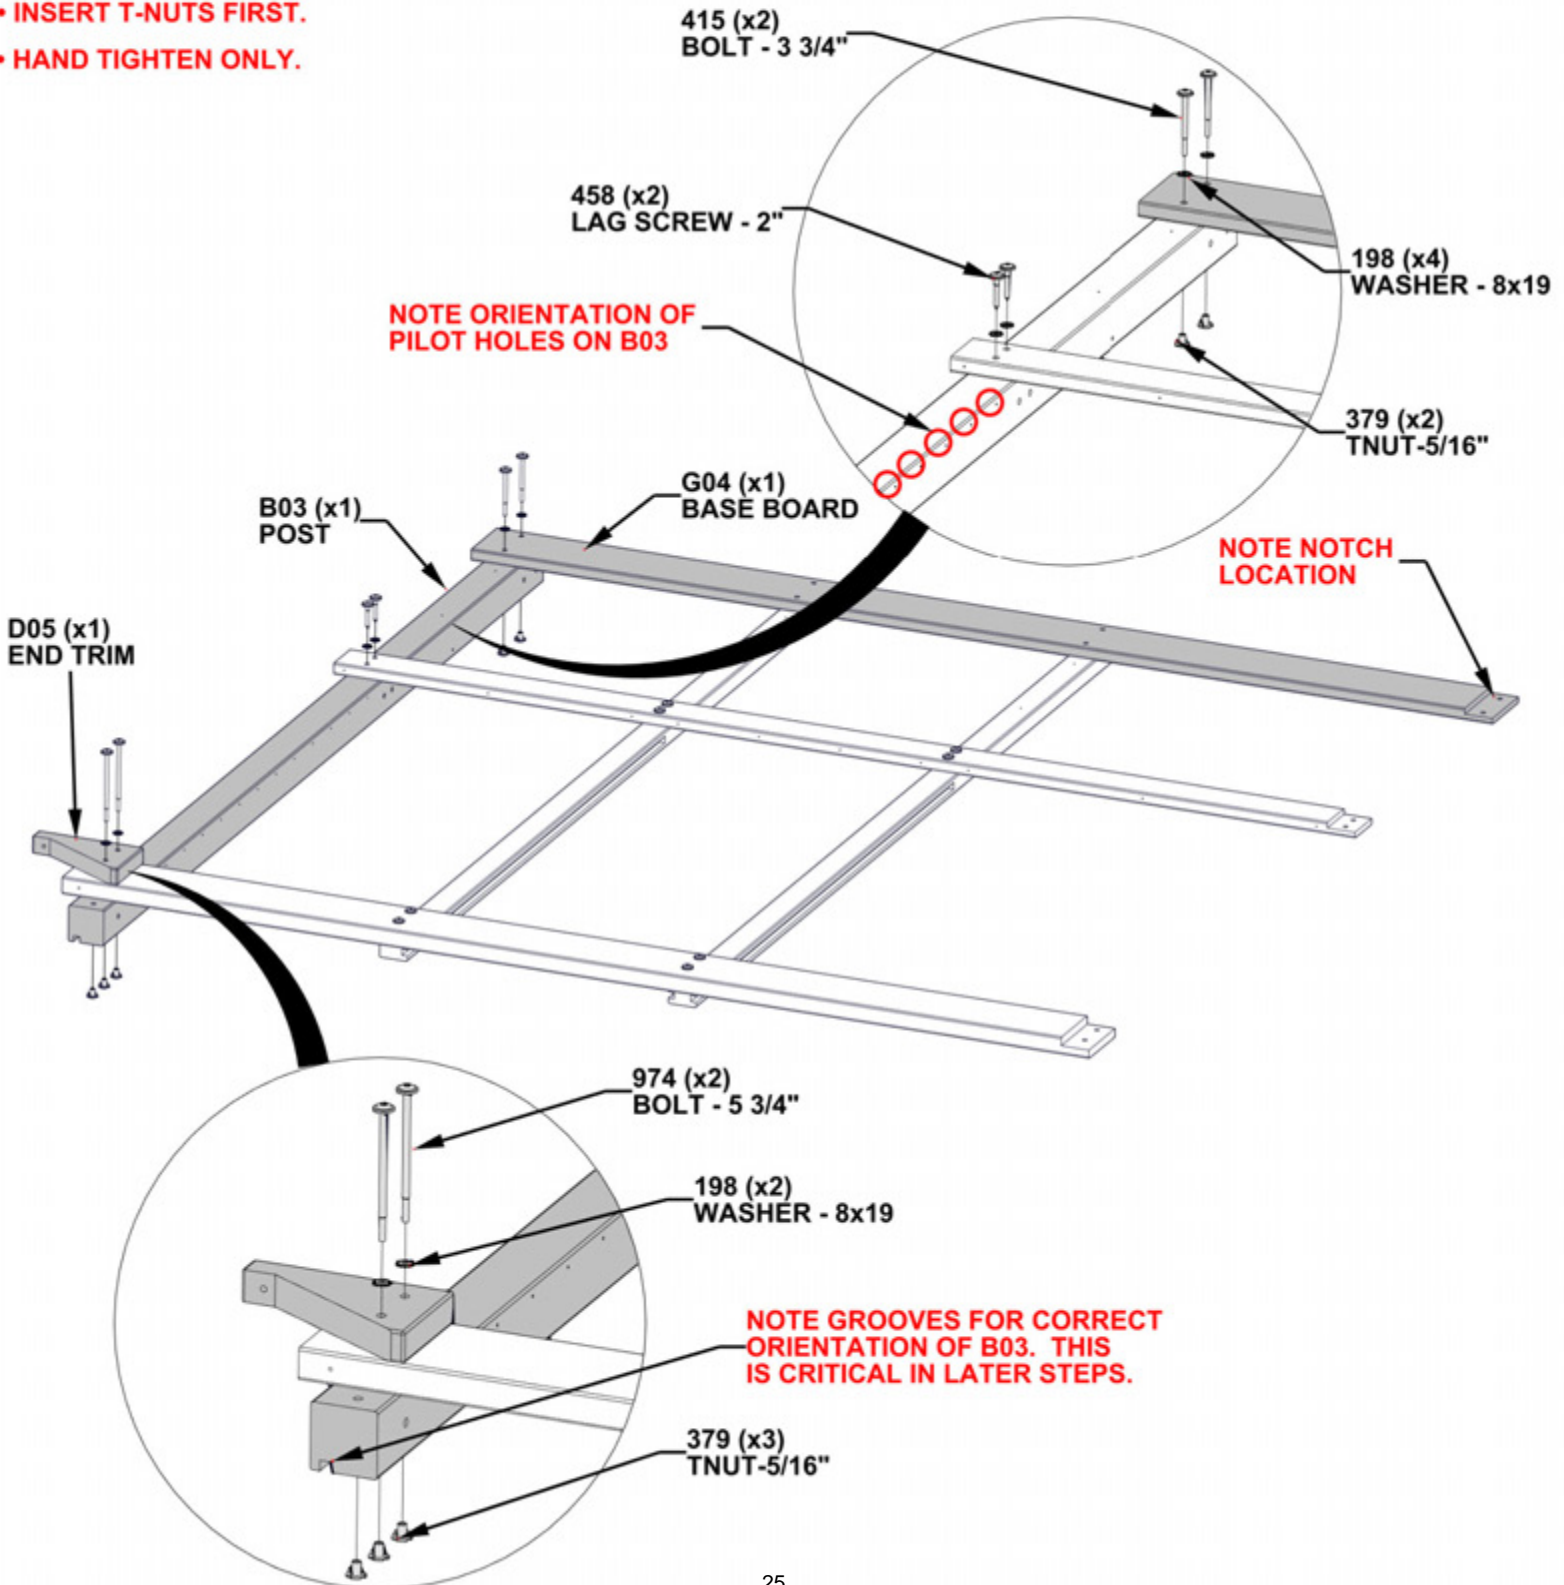 • INSERT T-NUTS FIRST.
• HAND TIGHTEN ONLY.
415 (x2)
BOLT - 3 3/4"
458 (x2)
LAG SCREW - 2"
198 (x4)
WASHER - 8x19
NOTE ORIENTATION OF
PILOT HOLES ON B03
379 (x2)
TNUT-5/16"
G04 (x1)
BASE BOARD
B03 (x1)
POST
NOTE NOTCH
LOCATION
D05 (x1)
END TRIM
974 (x2)
BOLT - 5 3/4"
198 (x2)
WASHER - 8x19
NOTE GROOVES FOR CORRECT
ORIENTATION OF B03. THIS
IS CRITICAL IN LATER STEPS.
379 (x3)
TNUT-5/16"
25